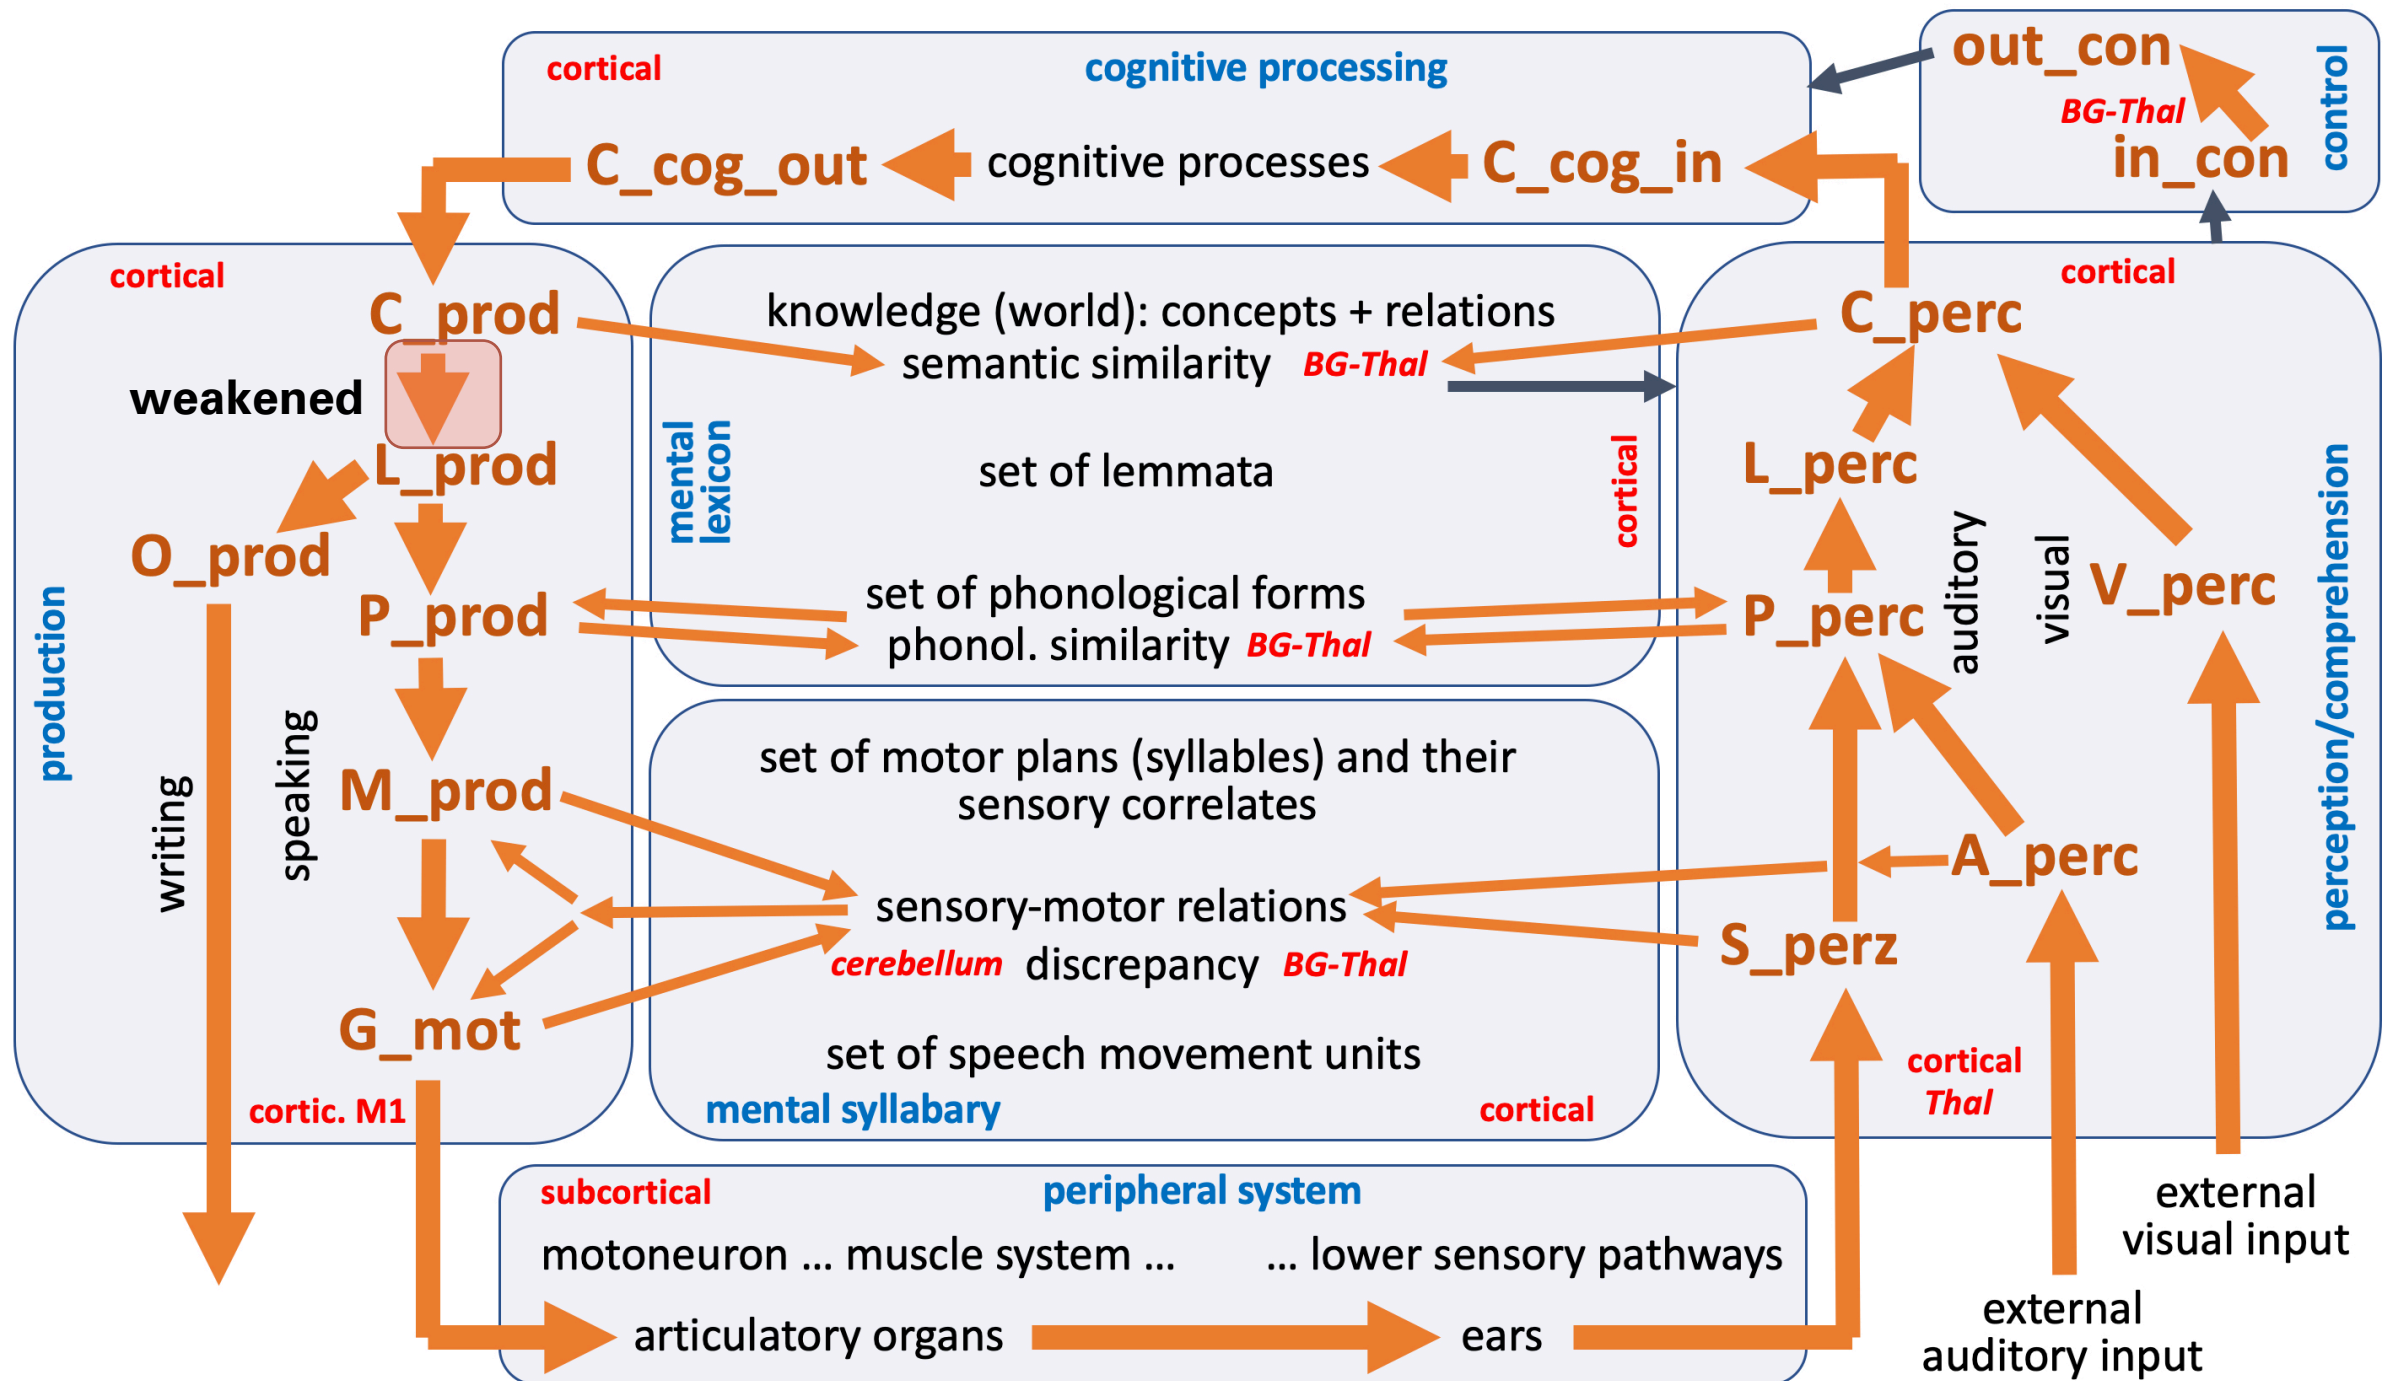 cortical
cognitive processing
C_cog_out
cognitive processes
C_cog_in
out_con
BG-Thal
in_con
control
cortical
C_prod
weakened
L_prod
O_prod
P_prod
M_prod
G_mot
production
writing
speaking
cortic. M1
knowledge (world): concepts + relations
semantic similarity BG-Thal
mental
lexicon
set of lemmata
cortical
set of phonological forms
phonol. similarity BG-Thal
set of motor plans (syllables) and their
sensory correlates
sensory-motor relations
cerebellum discrepancy BG-Thal
set of speech movement units
mental syllabary
cortical
cortical
C_perc
L_perc
auditory
visual
V_perc
P_perc
A_perc
S_perz
perception/comprehension
cortical
Thal
subcortical
peripheral system
motoneuron ... muscle system ...
... lower sensory pathways
articulatory organs
ears
external
visual input
external
auditory input